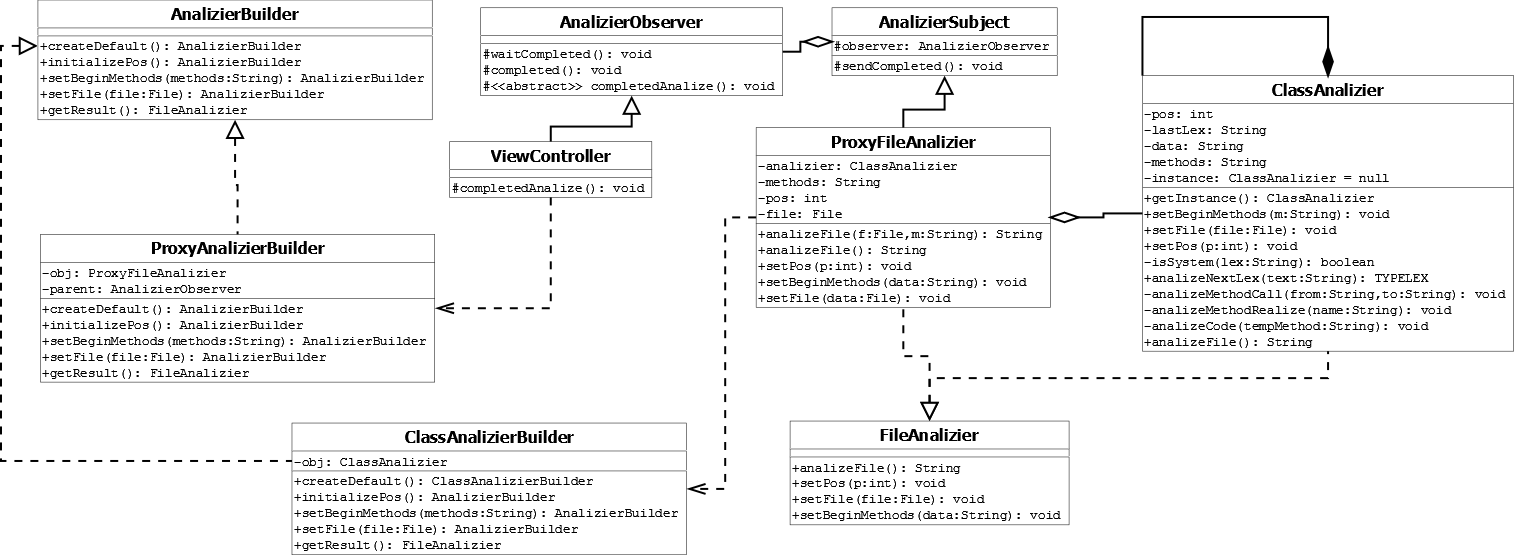 AnalizierBuilder
+createDefault(): AnalizierBuilder
+initializePos(): AnalizierBuilder
+setBeginMethods(methods:String): AnalizierBuilder
+setFile(file:File): AnalizierBuilder
+getResult(): FileAnalizier
AnalizierObserver
#waitCompleted(): void
#completed(): void
#<<abstract>> completedAnalize(): void
AnalizierSubject
#observer: AnalizierObserver
#sendCompleted(): void
ClassAnalizier
-pos: int
-lastLex: String
-data: String
-methods: String
-instance: ClassAnalizier = null
+getInstance(): ClassAnalizier
+setBeginMethods(m:String): void
+setFile(file:File): void
+setPos(p:int): void
-isSystem(lex:String): boolean
+analizeNextLex(text:String): TYPELEX
-analizeMethodCall(from:String,to:String): void
-analizeMethodRealize(name:String): void
-analizeCode(tempMethod:String): void
+analizeFile(): String
ViewController
#completedAnalize(): void
ProxyFileAnalizier
-analizier: ClassAnalizier
-methods: String
-pos: int
-file: File
+analizeFile(f:File,m:String): String
+analizeFile(): String
+setPos(p:int): void
+setBeginMethods(data:String): void
+setFile(data:File): void
ProxyAnalizierBuilder
-obj: ProxyFileAnalizier
-parent: AnalizierObserver
+createDefault(): AnalizierBuilder
+initializePos(): AnalizierBuilder
+setBeginMethods(methods:String): AnalizierBuilder
+setFile(file:File): AnalizierBuilder
+getResult(): FileAnalizier
ClassAnalizierBuilder
-obj: ClassAnalizier
+createDefault(): ClassAnalizierBuilder
+initializePos(): AnalizierBuilder
+setBeginMethods(methods:String): AnalizierBuilder
+setFile(file:File): AnalizierBuilder
+getResult(): FileAnalizier
FileAnalizier
+analizeFile(): String
+setPos(p:int): void
+setFile(file:File): void
+setBeginMethods(data:String): void